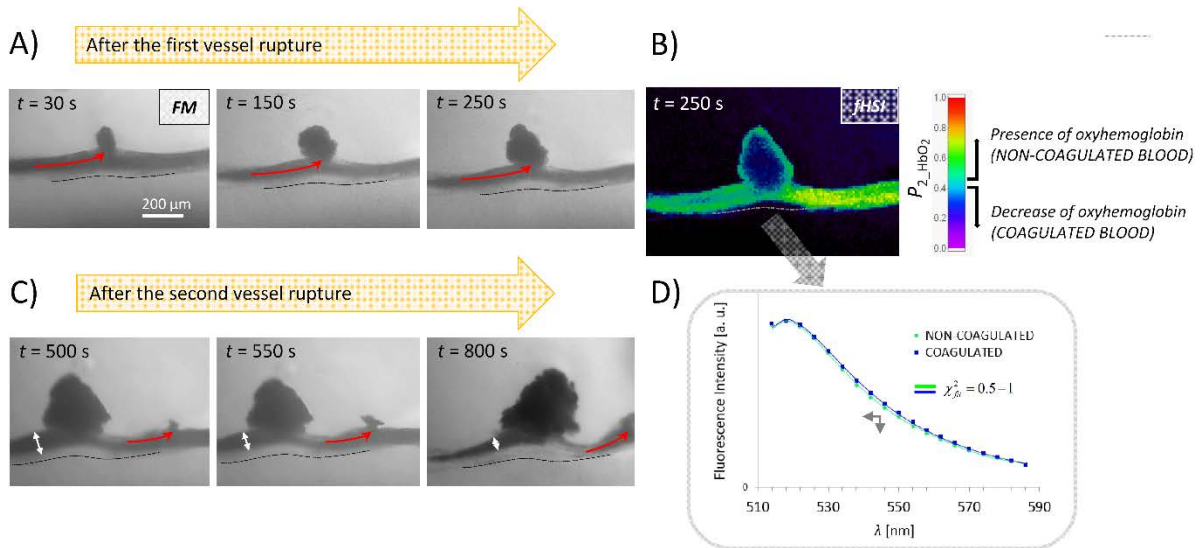 A)
After the first vessel rupture
t = 30 s
FM
t = 150 s
t = 250 s
200 µm
B)
t = 250 s
fHSI
P2_HbO2
1.0
0.8
0.6
0.4
0.2
0.0
Presence of oxyhemoglobin
(NON-COAGULATED BLOOD)
Decrease of oxyhemoglobin
(COAGULATED BLOOD)
C)
After the second vessel rupture
t = 500 s
t = 550 s
t = 800 s
D)
Fluorescence Intensity [a. u.]
NON COAGULATED
COAGULATED
χ²fit = 0.5–1
0
510
530
550
570
590
λ [nm]